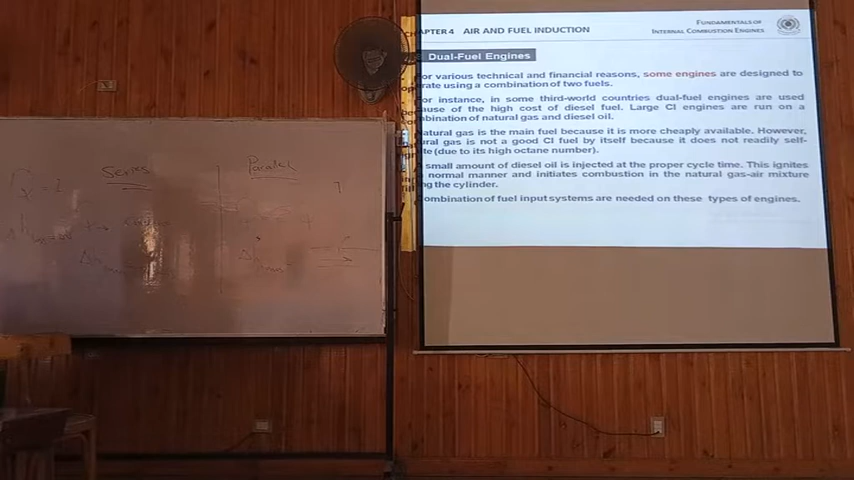 Series
Parallel
CHAPTER 4 AIR AND FUEL INDUCTION
FUNDAMENTALS OF
INTERNAL COMBUSTION ENGINES
Dual-Fuel Engines
or various technical and financial reasons, some engines are designed to
rate using a combination of two fuels.
or instance, in some third-world countries dual-fuel engines are used
ause of the high cost of diesel fuel. Large CI engines are run on a
mbination of natural gas and diesel oil.
atural gas is the main fuel because it is more cheaply available. However,
ural gas is not a good CI fuel by itself because it does not readily self-
te (due to its high octane number).
small amount of diesel oil is injected at the proper cycle time. This ignites
normal manner and initiates combustion in the natural gas-air mixture
ng the cylinder.
ombination of fuel input systems are needed on these types of engines.